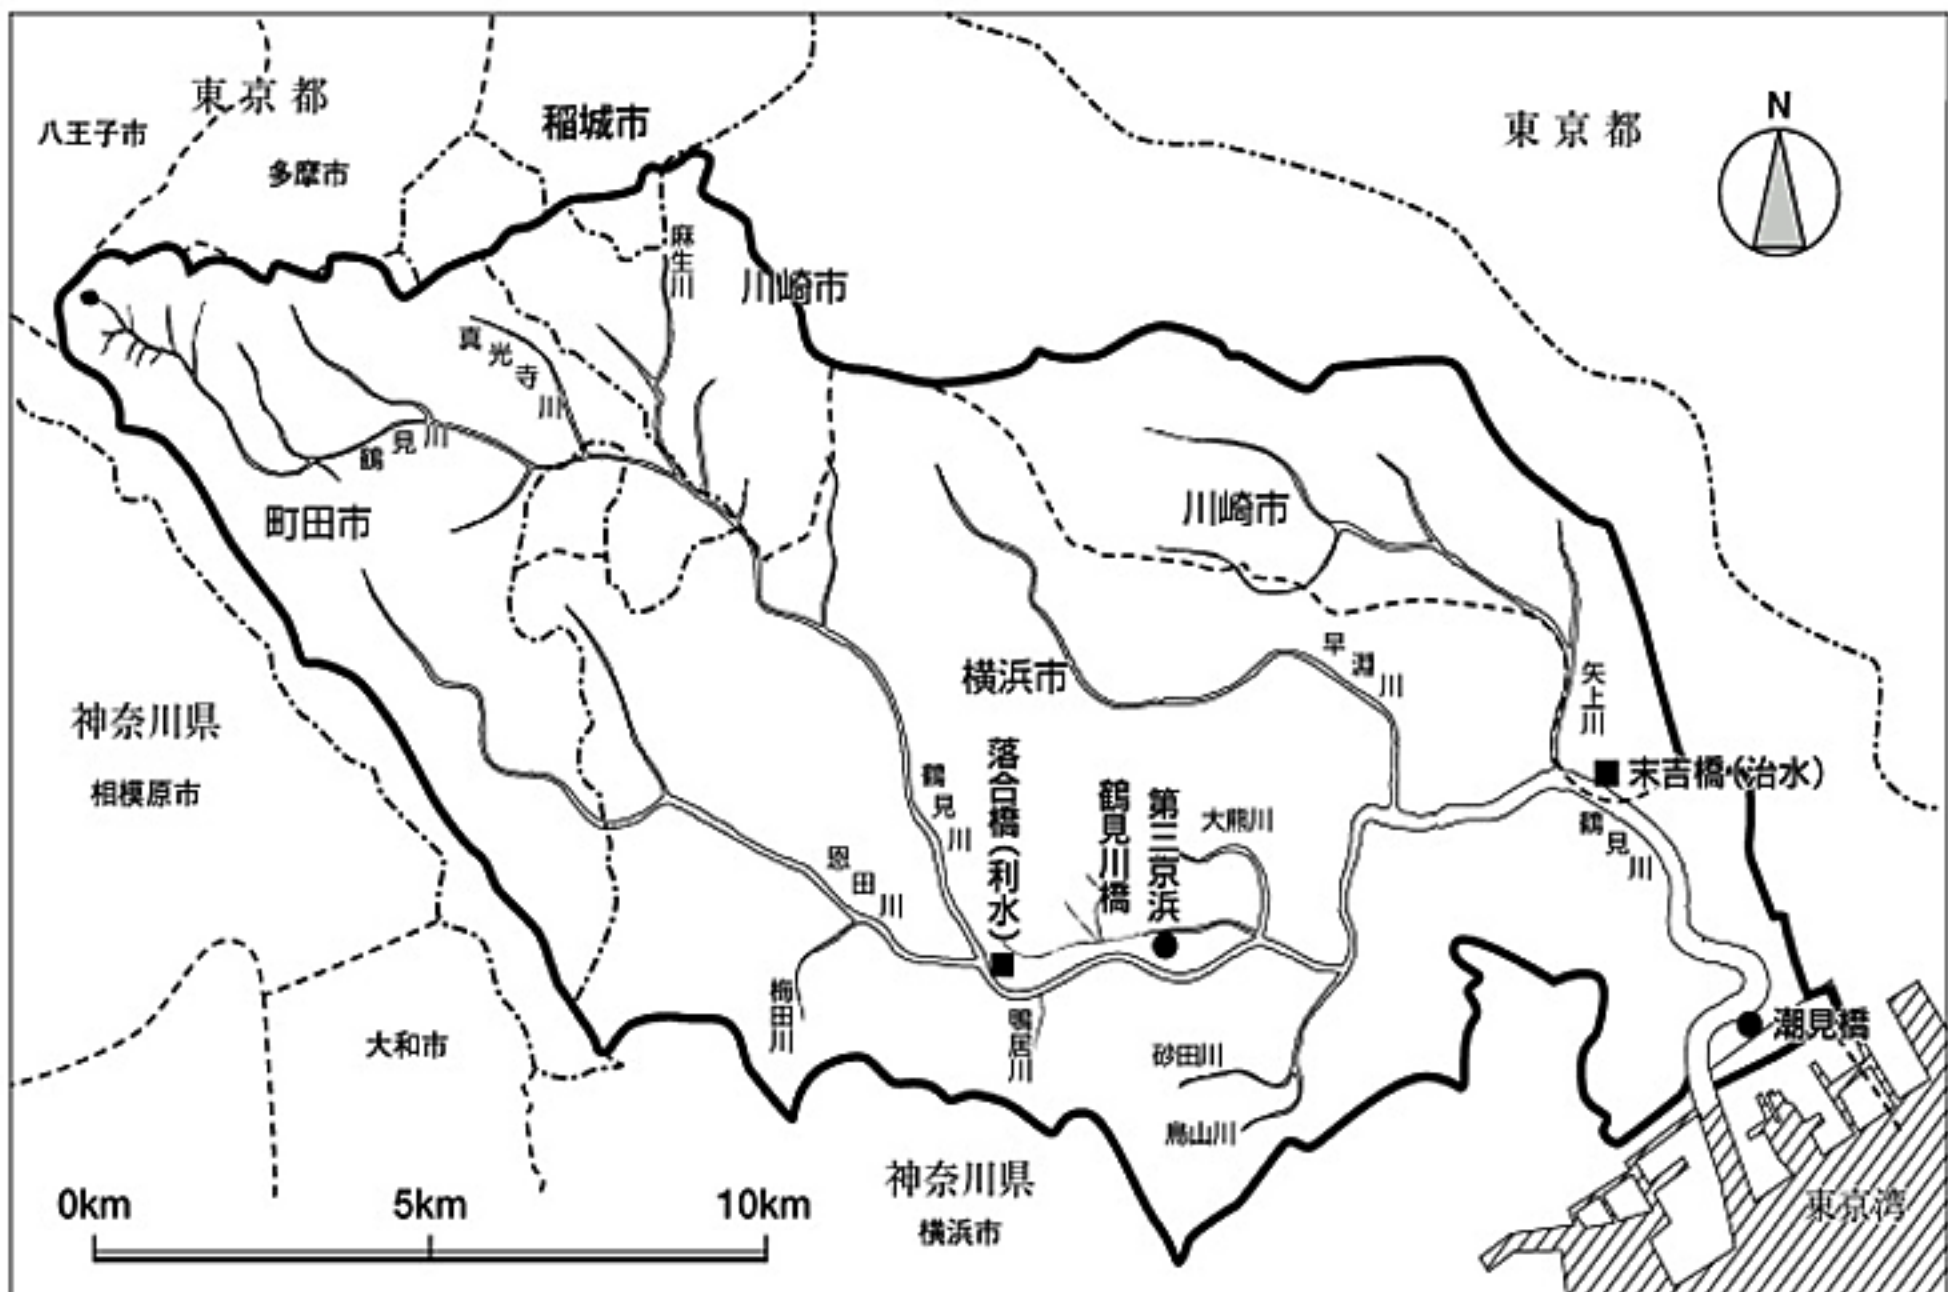 東京都
八王子市
多摩市
稲城市
東京都
N
麻生川
川崎市
真光寺川
鶴見川
町田市
川崎市
早淵川
横浜市
矢上川
神奈川県
相模原市
落合橋(利水)
鶴見川
鶴見川橋
第三京浜
大熊川
末吉橋(治水)
鶴見川
恩田川
梅田川
鴨居川
大和市
砂田川
鳥山川
潮見橋
神奈川県
横浜市
東京湾
0km 5km 10km